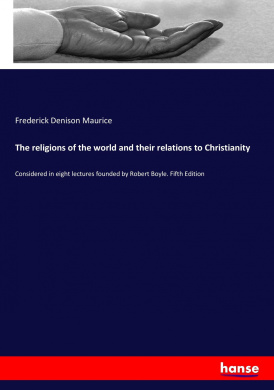 Frederick Denison Maurice
The religions of the world and their relations to Christianity
Considered in eight lectures founded by Robert Boyle. Fifth Edition
hanse